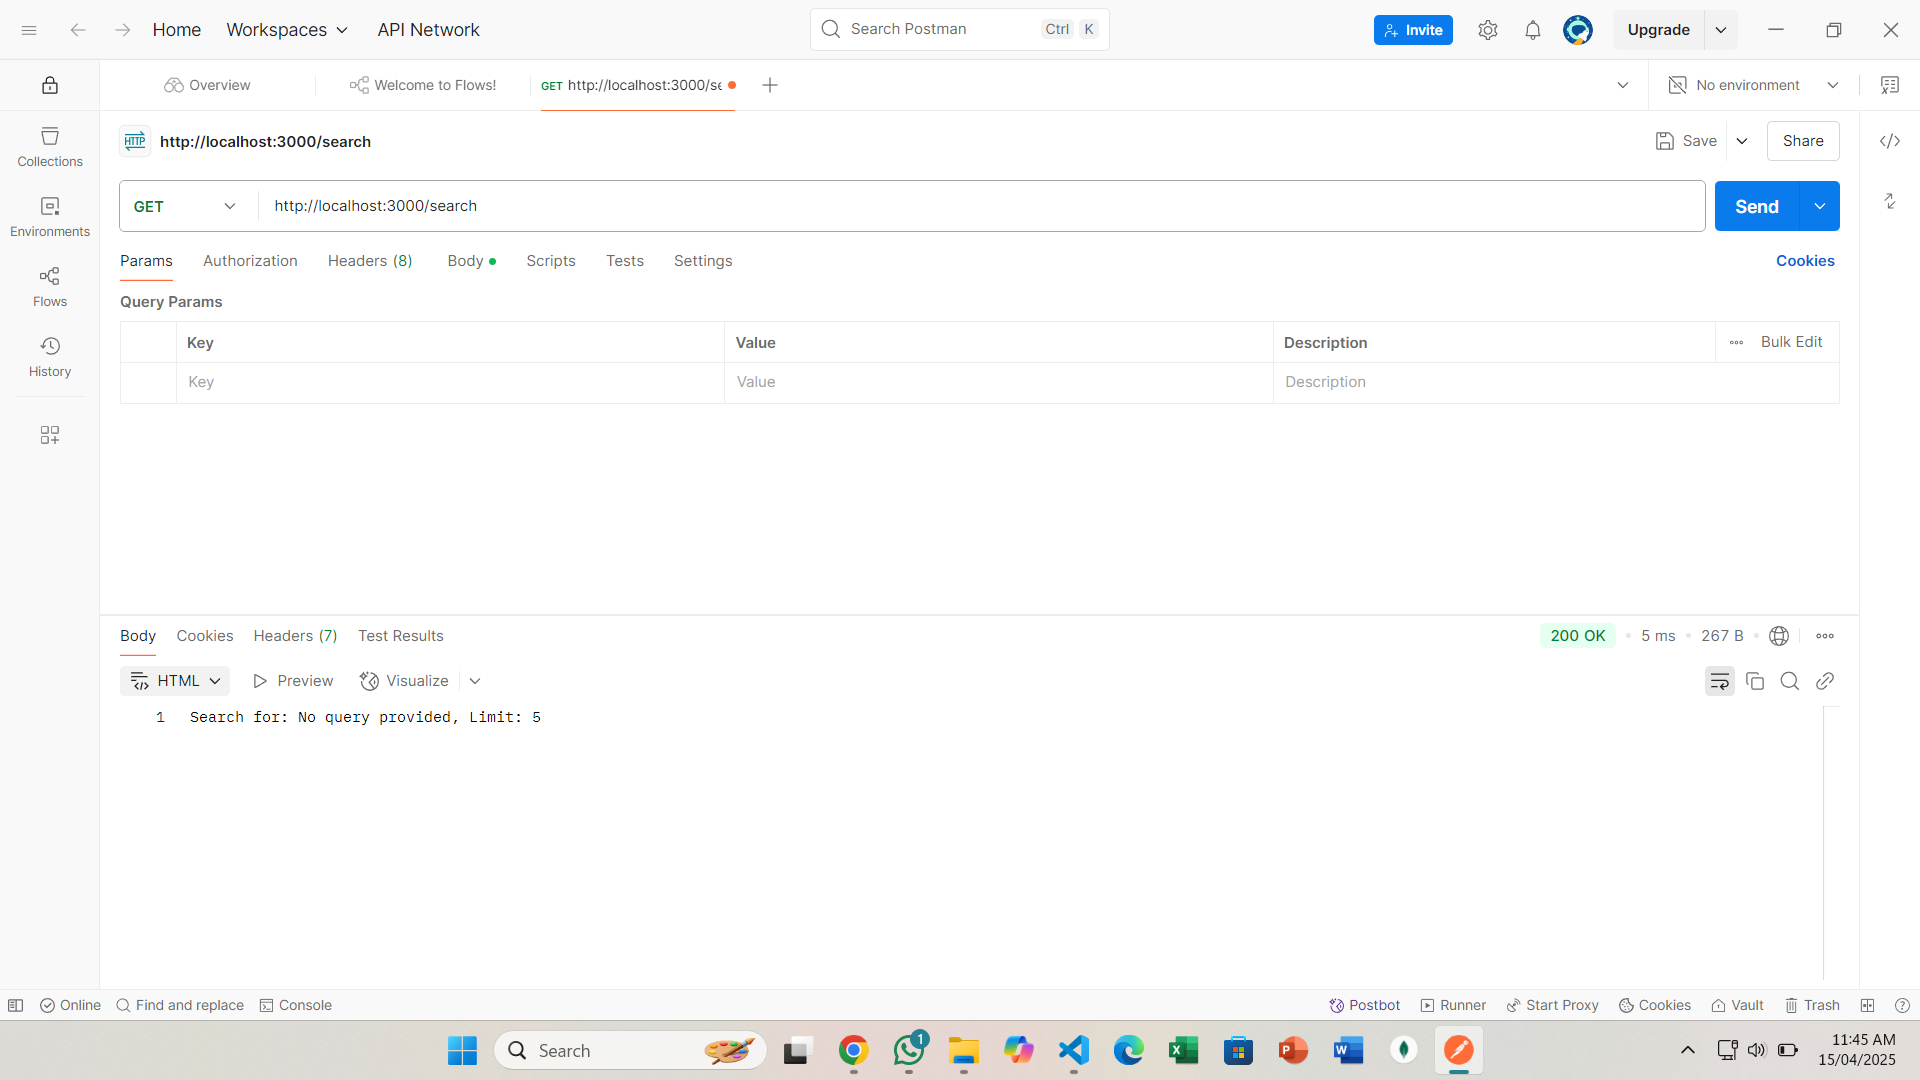 Home Workspaces API Network Search Postman Ctrl K Invite Upgrade
Overview Welcome to Flows! GET http://localhost:3000/se No environment
HTTP http://localhost:3000/search Save Share
Collections
Environments
Flows
History
GET http://localhost:3000/search Send
Params Authorization Headers (8) Body Scripts Tests Settings Cookies
Query Params
Key Value Description Bulk Edit
Key Value Description
Body Cookies Headers (7) Test Results 200 OK 5 ms 267 B
HTML Preview Visualize
1 Search for: No query provided, Limit: 5
Online Find and replace Console Postbot Runner Start Proxy Cookies Vault Trash
Search 1 11:45 AM
15/04/2025